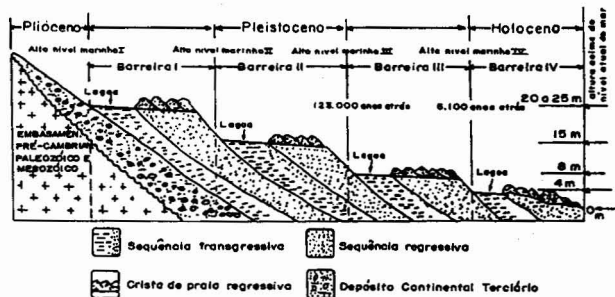 Plióceno Pleistoceno Holoceno
Alto nível marinho I Alto nível marinho II Alto nível marinho III Alto nível marinho IV
Barreira I Barreira II Barreira III Barreira IV
altura acima do nível atual do mar
Lagoa
123.000 anos atrás 5.100 anos atrás
20 a 25 m
Lagoa
15 m
EMBASAMEN.
PRÉ-CAMBRIA.
PALEOZÓICO E
MESOZÓICO
Lagoa
8 m
Lagoa
4 m
0 m
Sequência transgressiva Sequência regressiva
Crista de praia regressiva Depósito Continental Terciário